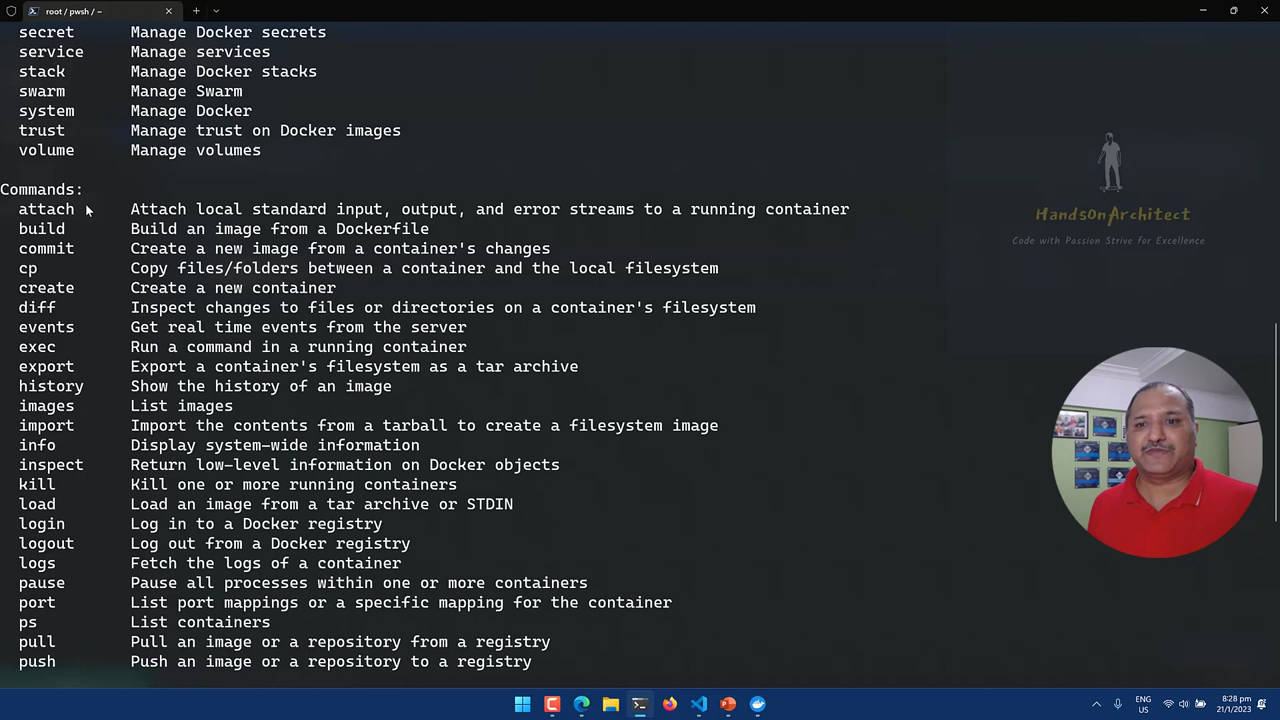 root / pwsh / ~
secret Manage Docker secrets
service Manage services
stack Manage Docker stacks
swarm Manage Swarm
system Manage Docker
trust Manage trust on Docker images
volume Manage volumes
Commands:
attach Attach local standard input, output, and error streams to a running container
build Build an image from a Dockerfile
commit Create a new image from a container's changes
cp Copy files/folders between a container and the local filesystem
create Create a new container
diff Inspect changes to files or directories on a container's filesystem
events Get real time events from the server
exec Run a command in a running container
export Export a container's filesystem as a tar archive
history Show the history of an image
images List images
import Import the contents from a tarball to create a filesystem image
info Display system-wide information
inspect Return low-level information on Docker objects
kill Kill one or more running containers
load Load an image from a tar archive or STDIN
login Log in to a Docker registry
logout Log out from a Docker registry
logs Fetch the logs of a container
pause Pause all processes within one or more containers
port List port mappings or a specific mapping for the container
ps List containers
pull Pull an image or a repository from a registry
push Push an image or a repository to a registry
HandsOnArchitect
Code with Passion Strive for Excellence
ENG
US
8:28 pm
21/1/2023